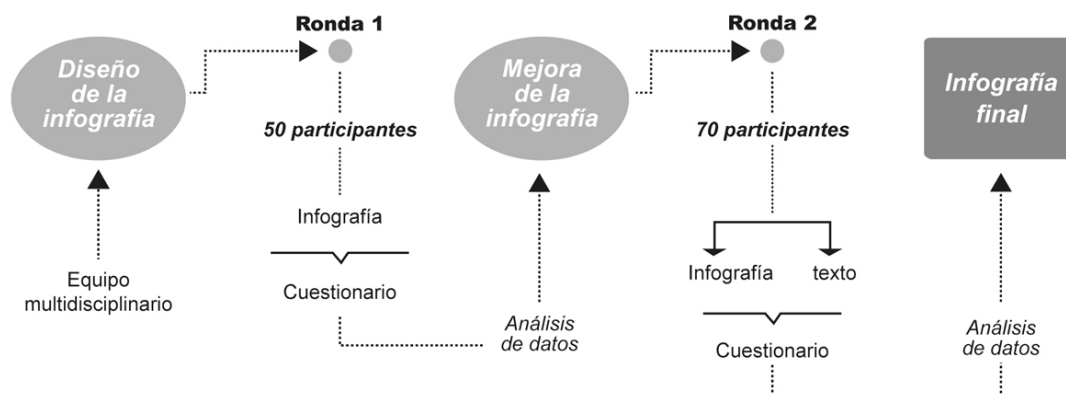 Diseño
de la
infografía
Equipo
multidisciplinario
Ronda 1
50 participantes
Infografía
Cuestionario
Análisis
de datos
Mejora
de la
infografía
Ronda 2
70 participantes
Infografía texto
Cuestionario
Análisis
de datos
Infografía
final